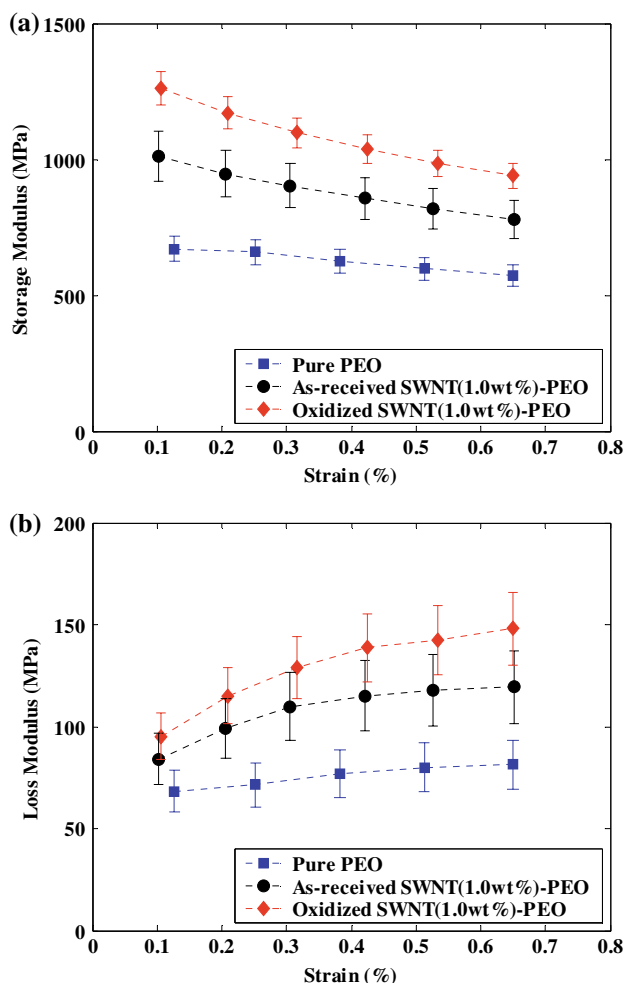 (a)
1500
1000
500
0
Storage Modulus (MPa)
Pure PEO
As-received SWNT(1.0wt%)-PEO
Oxidized SWNT(1.0wt%)-PEO
0 0.1 0.2 0.3 0.4 0.5 0.6 0.7 0.8
Strain (%)
(b)
200
150
100
50
0
Loss Modulus (MPa)
Pure PEO
As-received SWNT(1.0wt%)-PEO
Oxidized SWNT(1.0wt%)-PEO
0 0.1 0.2 0.3 0.4 0.5 0.6 0.7 0.8
Strain (%)